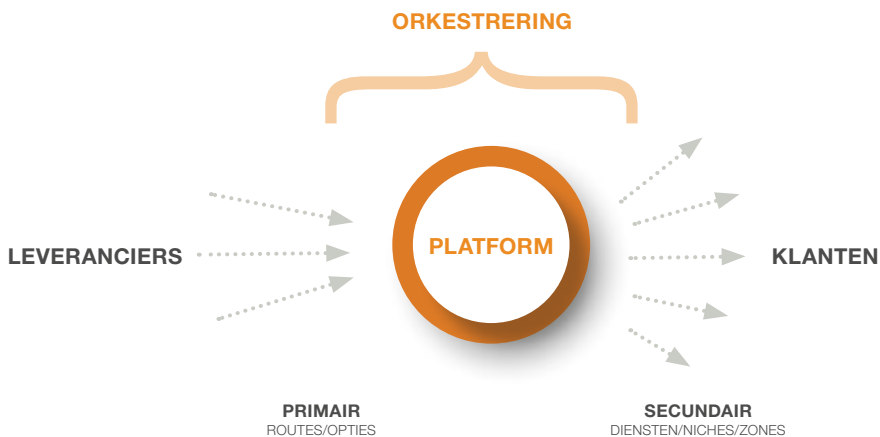 ORKESTRERING
PLATFORM
LEVERANCIERS
KLANTEN
PRIMAIR
ROUTES/OPTIES
SECUNDAIR
DIENSTEN/NICHES/ZONES